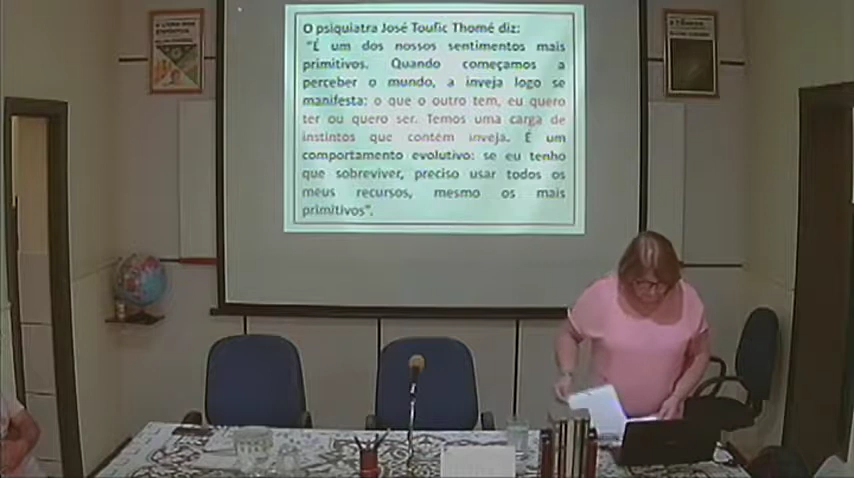 O psiquiatra José Toufic Thomé diz:
"É um dos nossos sentimentos mais
primitivos. Quando começamos a
perceber o mundo, a inveja logo se
manifesta: o que o outro tem, eu quero
ter ou quero ser. Temos uma carga de
instintos que contém inveja. É um
comportamento evolutivo: se eu tenho
que sobreviver, preciso usar todos os
meus recursos, mesmo os mais
primitivos".